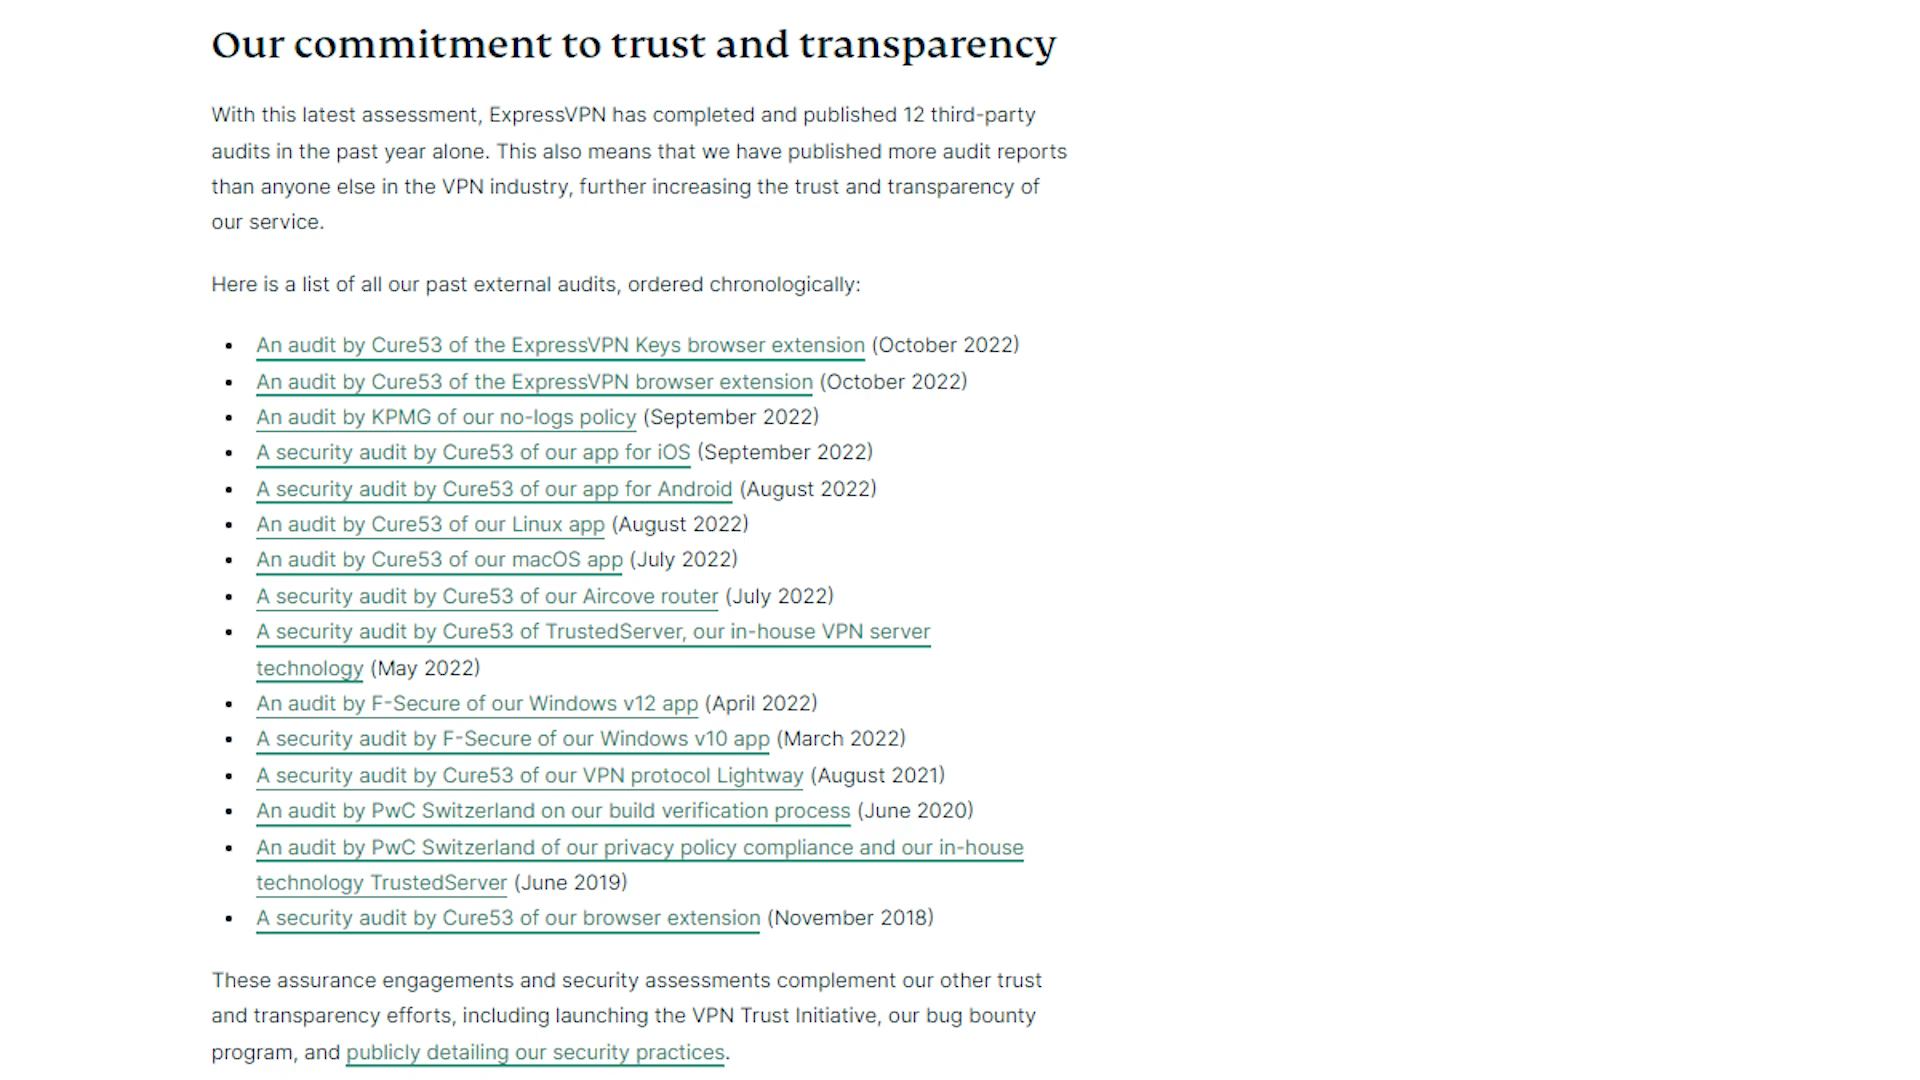 Our commitment to trust and transparency
With this latest assessment, ExpressVPN has completed and published 12 third-party
audits in the past year alone. This also means that we have published more audit reports
than anyone else in the VPN industry, further increasing the trust and transparency of
our service.
Here is a list of all our past external audits, ordered chronologically:
• An audit by Cure53 of the ExpressVPN Keys browser extension (October 2022)
• An audit by Cure53 of the ExpressVPN browser extension (October 2022)
• An audit by KPMG of our no-logs policy (September 2022)
• A security audit by Cure53 of our app for iOS (September 2022)
• A security audit by Cure53 of our app for Android (August 2022)
• An audit by Cure53 of our Linux app (August 2022)
• An audit by Cure53 of our macOS app (July 2022)
• A security audit by Cure53 of our Aircove router (July 2022)
• A security audit by Cure53 of TrustedServer, our in-house VPN server
technology (May 2022)
• An audit by F-Secure of our Windows v12 app (April 2022)
• A security audit by F-Secure of our Windows v10 app (March 2022)
• A security audit by Cure53 of our VPN protocol Lightway (August 2021)
• An audit by PwC Switzerland on our build verification process (June 2020)
• An audit by PwC Switzerland of our privacy policy compliance and our in-house
technology TrustedServer (June 2019)
• A security audit by Cure53 of our browser extension (November 2018)
These assurance engagements and security assessments complement our other trust
and transparency efforts, including launching the VPN Trust Initiative, our bug bounty
program, and publicly detailing our security practices.